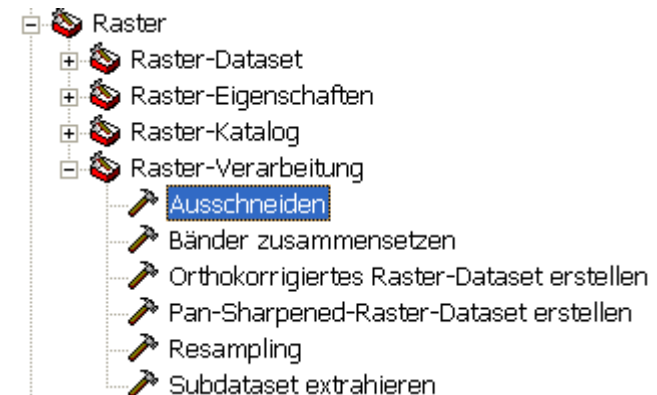 Raster
Raster-Dataset
Raster-Eigenschaften
Raster-Katalog
Raster-Verarbeitung
Ausschneiden
Bänder zusammensetzen
Orthokorrigiertes Raster-Dataset erstellen
Pan-Sharpened-Raster-Dataset erstellen
Resampling
Subdataset extrahieren